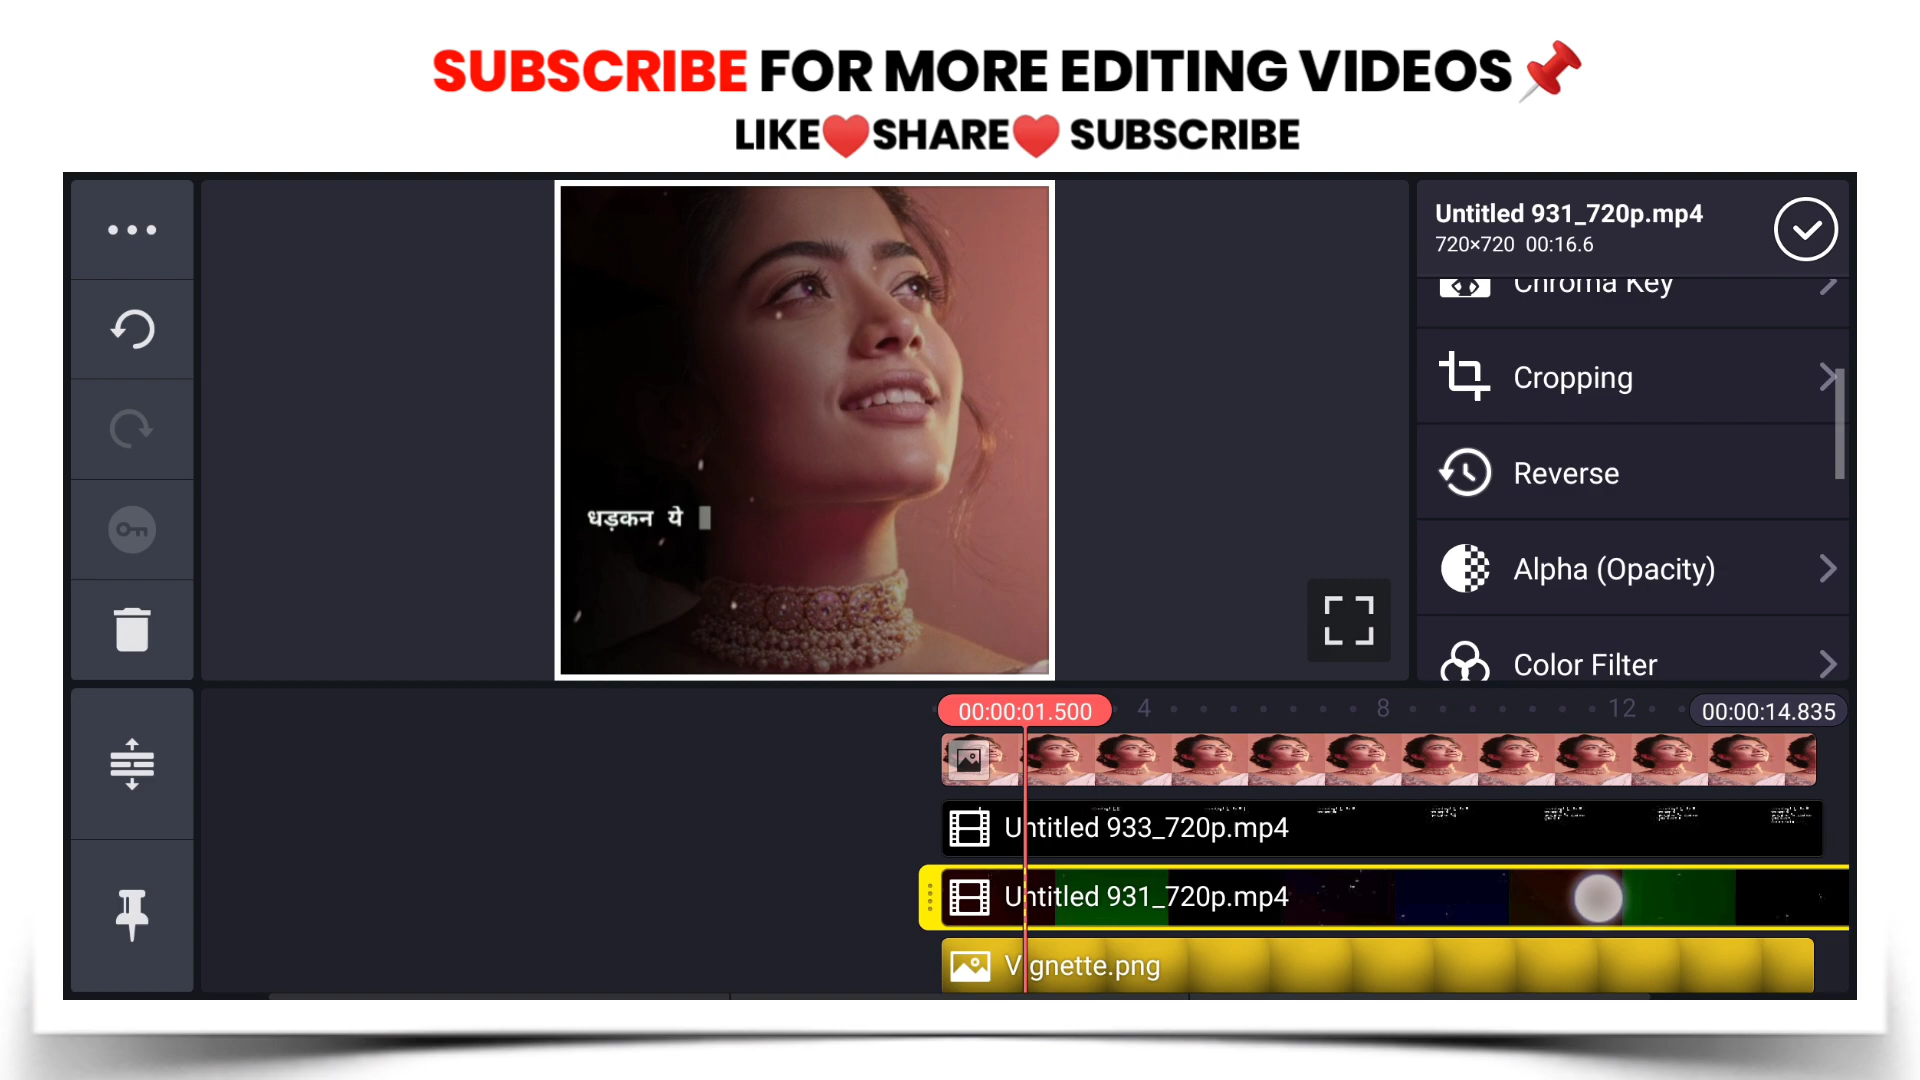 SUBSCRIBE FOR MORE EDITING VIDEOS
LIKE SHARE SUBSCRIBE
Untitled 931_720p.mp4
720×720 00:16.6
Chroma Key
Cropping
Reverse
Alpha (Opacity)
Color Filter
धड़कन ये
00:00:01.500 4 8 12 00:00:14.835
Untitled 933_720p.mp4
Untitled 931_720p.mp4
Vignette.png